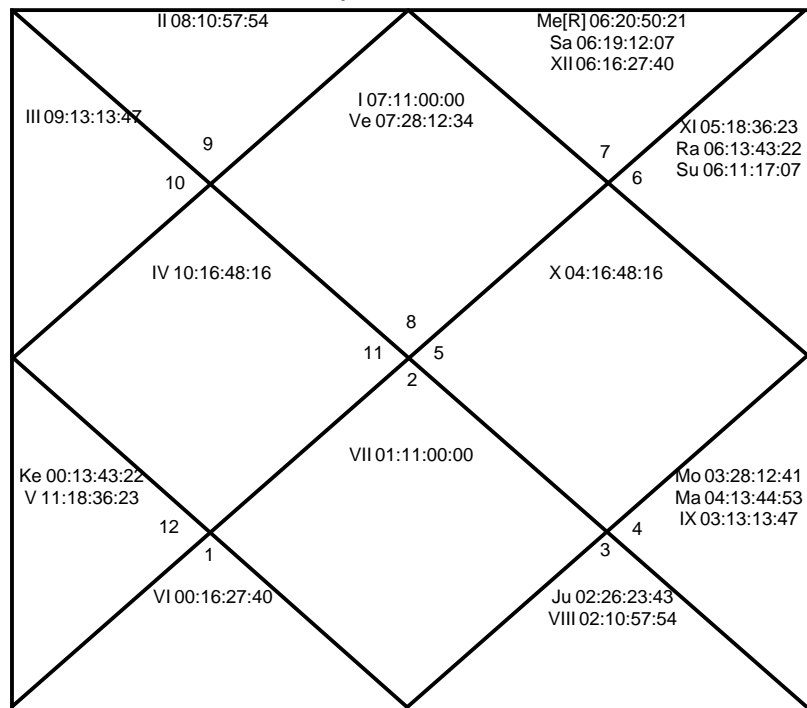 II 08:10:57:54
Me[R] 06:20:50:21
Sa 06:19:12:07
XII 06:16:27:40
III 09:13:13:47
I 07:11:00:00
Ve 07:28:12:34
XI 05:18:36:23
Ra 06:13:43:22
Su 06:11:17:07
9
7
10
6
IV 10:16:48:16
X 04:16:48:16
8
11
5
2
VII 01:11:00:00
Ke 00:13:43:22
V 11:18:36:23
Mo 03:28:12:41
Ma 04:13:44:53
IX 03:13:13:47
12
4
1
3
VI 00:16:27:40
Ju 02:26:23:43
VIII 02:10:57:54